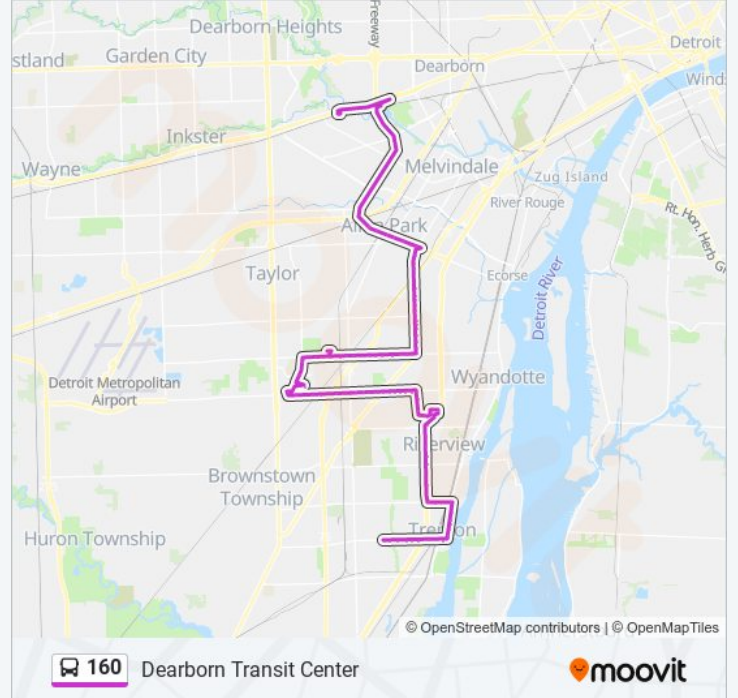 Dearborn Heights
Freeway
Detroit
stland
Garden City
Dearborn
Winds
Inkster
Wayne
Melvindale
Zug Island
River Rouge
Rt. Hon. Herb G
Allen Park
Taylor
Ecorse
Detroit River
Detroit Metropolitan
Airport
Wyandotte
Riverview
Brownstown
Township
Trenton
Huron Township
© OpenStreetMap contributors | © OpenMapTiles
160 Dearborn Transit Center
moovit